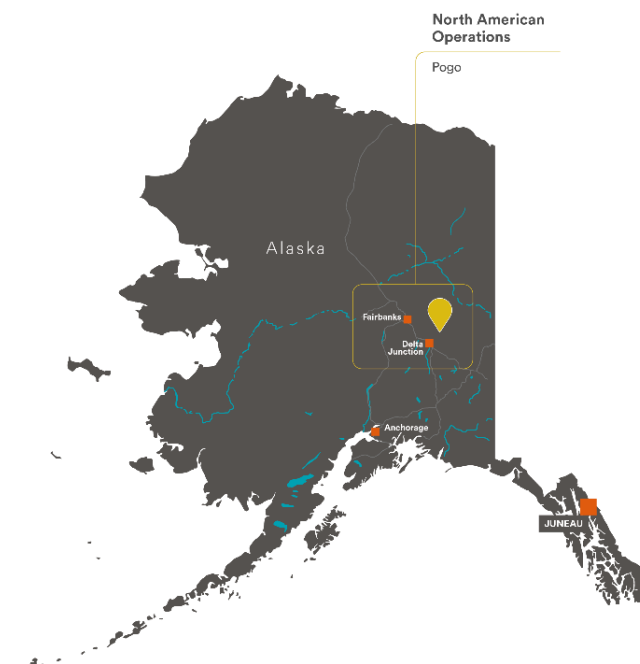 North American
Operations
Pogo
Alaska
Fairbanks
Delta
Junction
Anchorage
JUNEAU